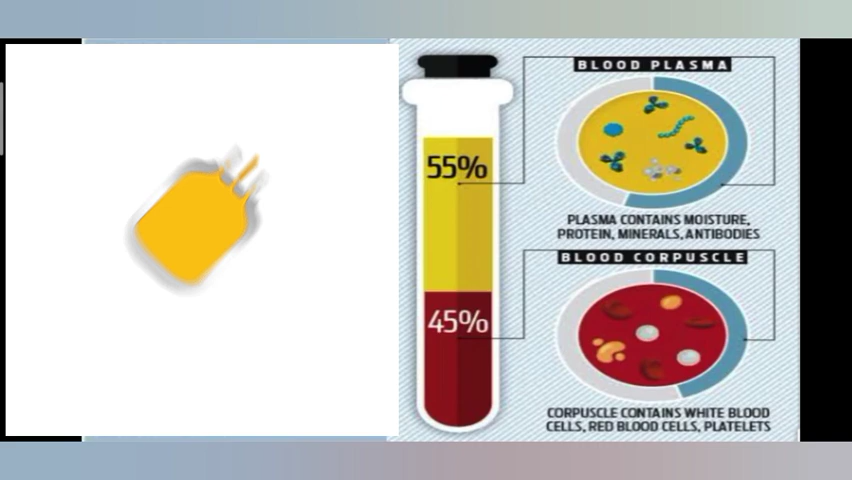 BLOOD PLASMA
55%
PLASMA CONTAINS MOISTURE,
PROTEIN, MINERALS, ANTIBODIES
BLOOD CORPUSCLE
45%
CORPUSCLE CONTAINS WHITE BLOOD
CELLS, RED BLOOD CELLS, PLATELETS